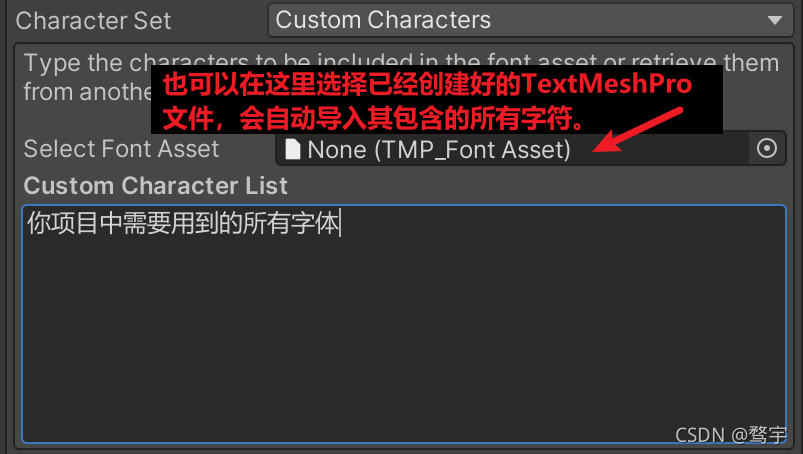 Character Set
Custom Characters
Type the characters to be included in the font asset or retrieve them
from anothe
也可以在这里选择已经创建好的TextMeshPro
文件，会自动导入其包含的所有字符。
Select Font Asset
None (TMP_Font Asset)
Custom Character List
你项目中需要用到的所有字体
CSDN @骛宇